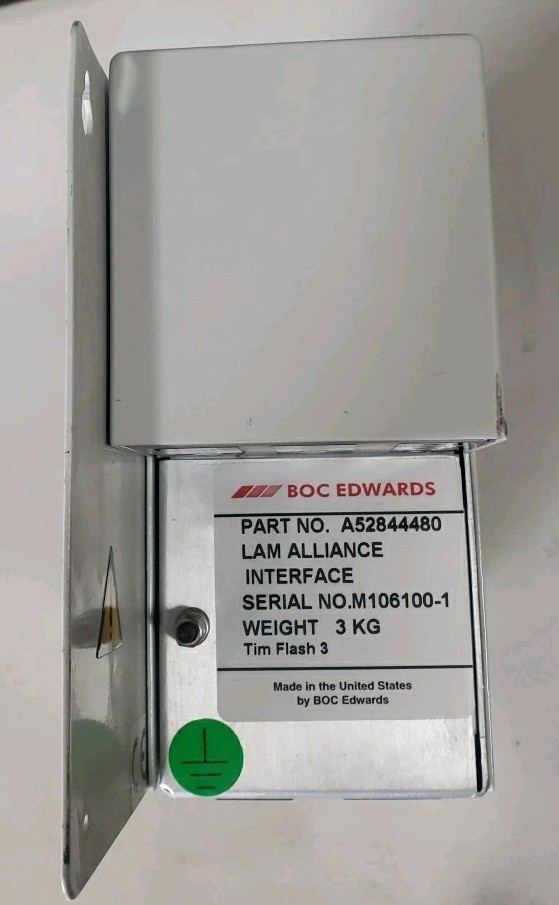 BOC EDWARDS
PART NO. A52844480
LAM ALLIANCE
INTERFACE
SERIAL NO.M106100-1
WEIGHT 3 KG
Tim Flash 3
Made in the United States
by BOC Edwards